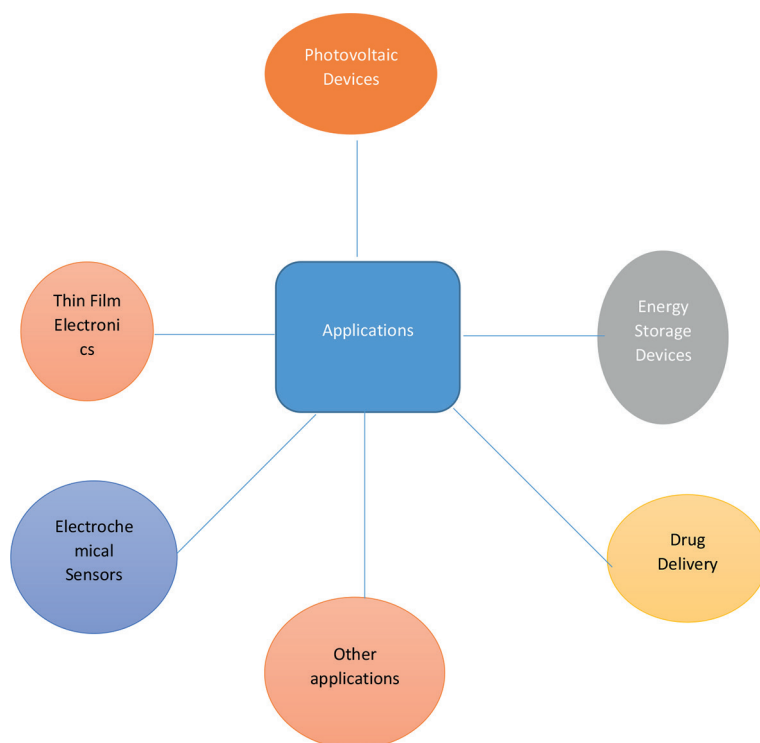 Photovoltaic
Devices
Thin Film
Electroni
cs
Applications
Energy
Storage
Devices
Electroche
mical
Sensors
Drug
Delivery
Other
applications